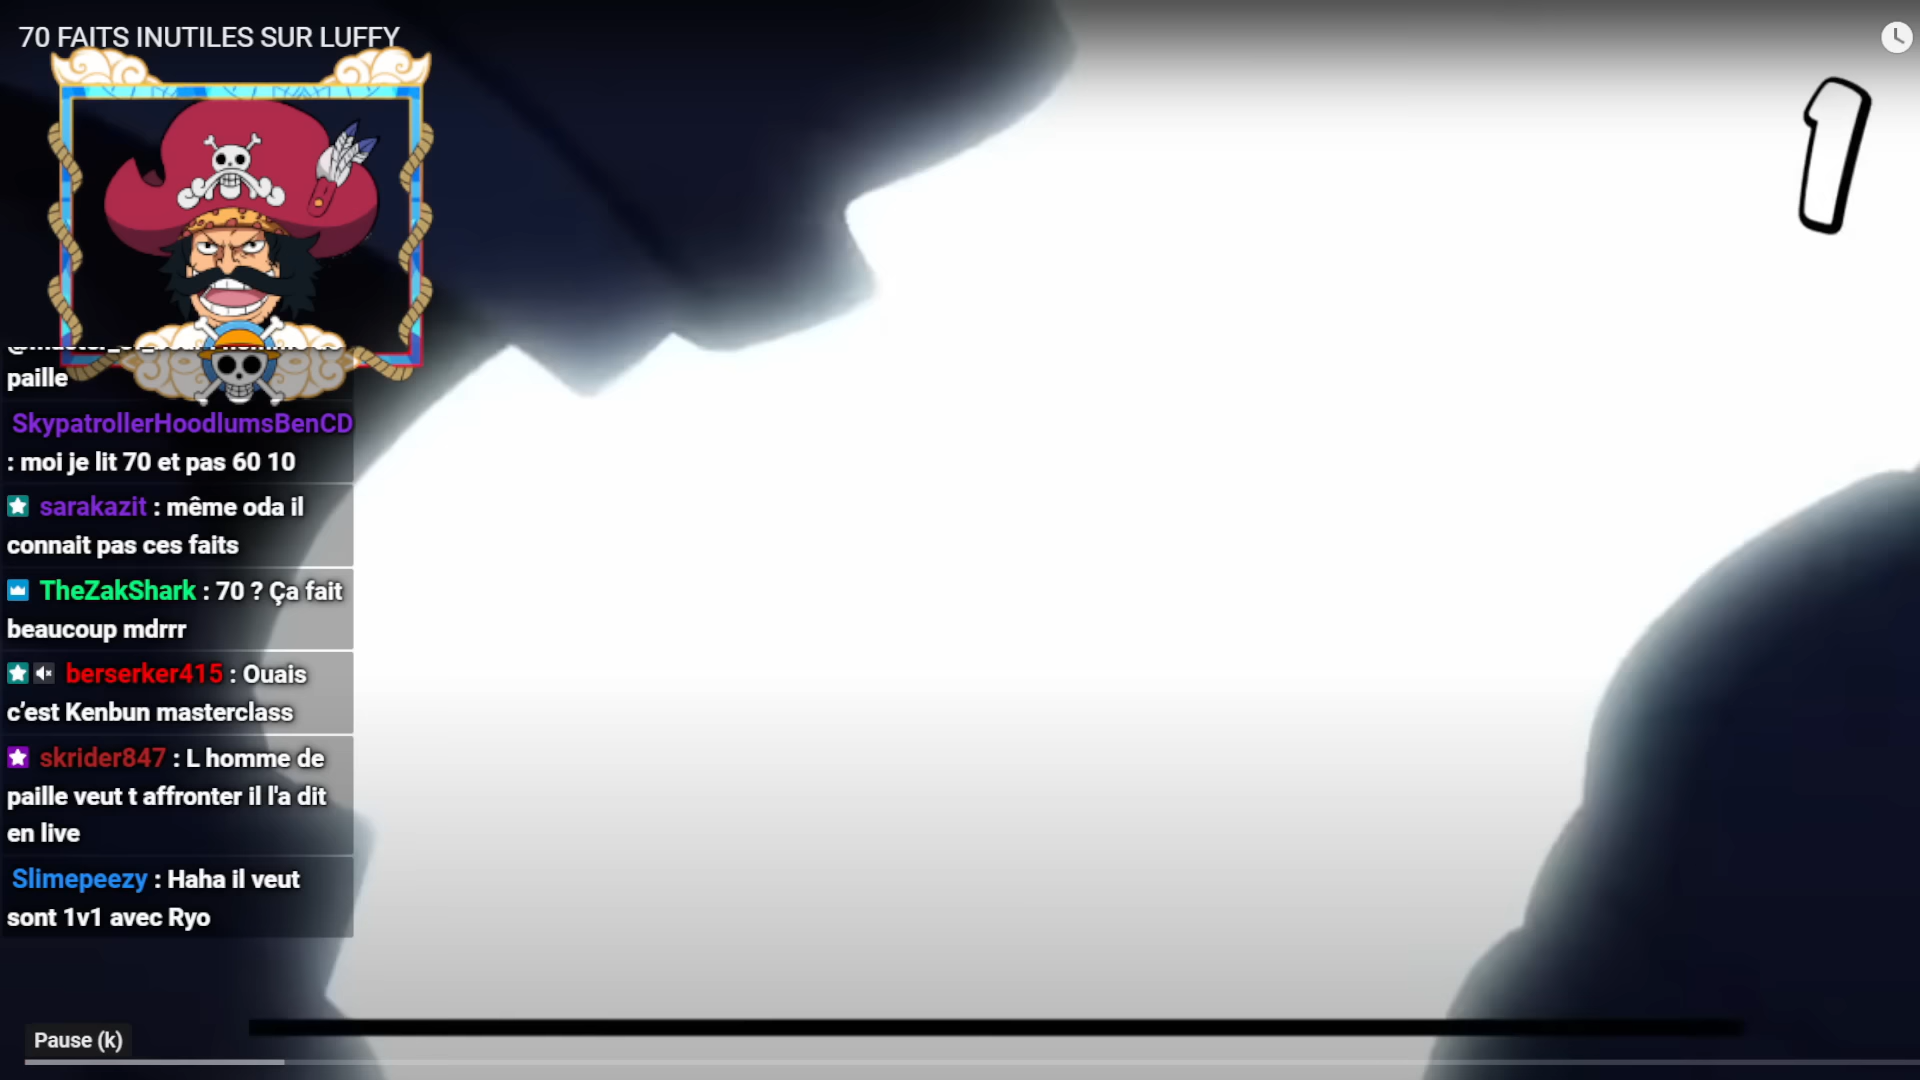 70 FAITS INUTILES SUR LUFFY
1
paille
SkypatrollerHoodlumsBenCD
: moi je lit 70 et pas 60 10
sarakazit : même oda il
connait pas ces faits
TheZakShark : 70 ? Ça fait
beaucoup mdrrr
berserker415 : Ouais
c’est Kenbun masterclass
skrider847 : L homme de
paille veut t affronter il l'a dit
en live
Slimepeezy : Haha il veut
sont 1v1 avec Ryo
Pause (k)